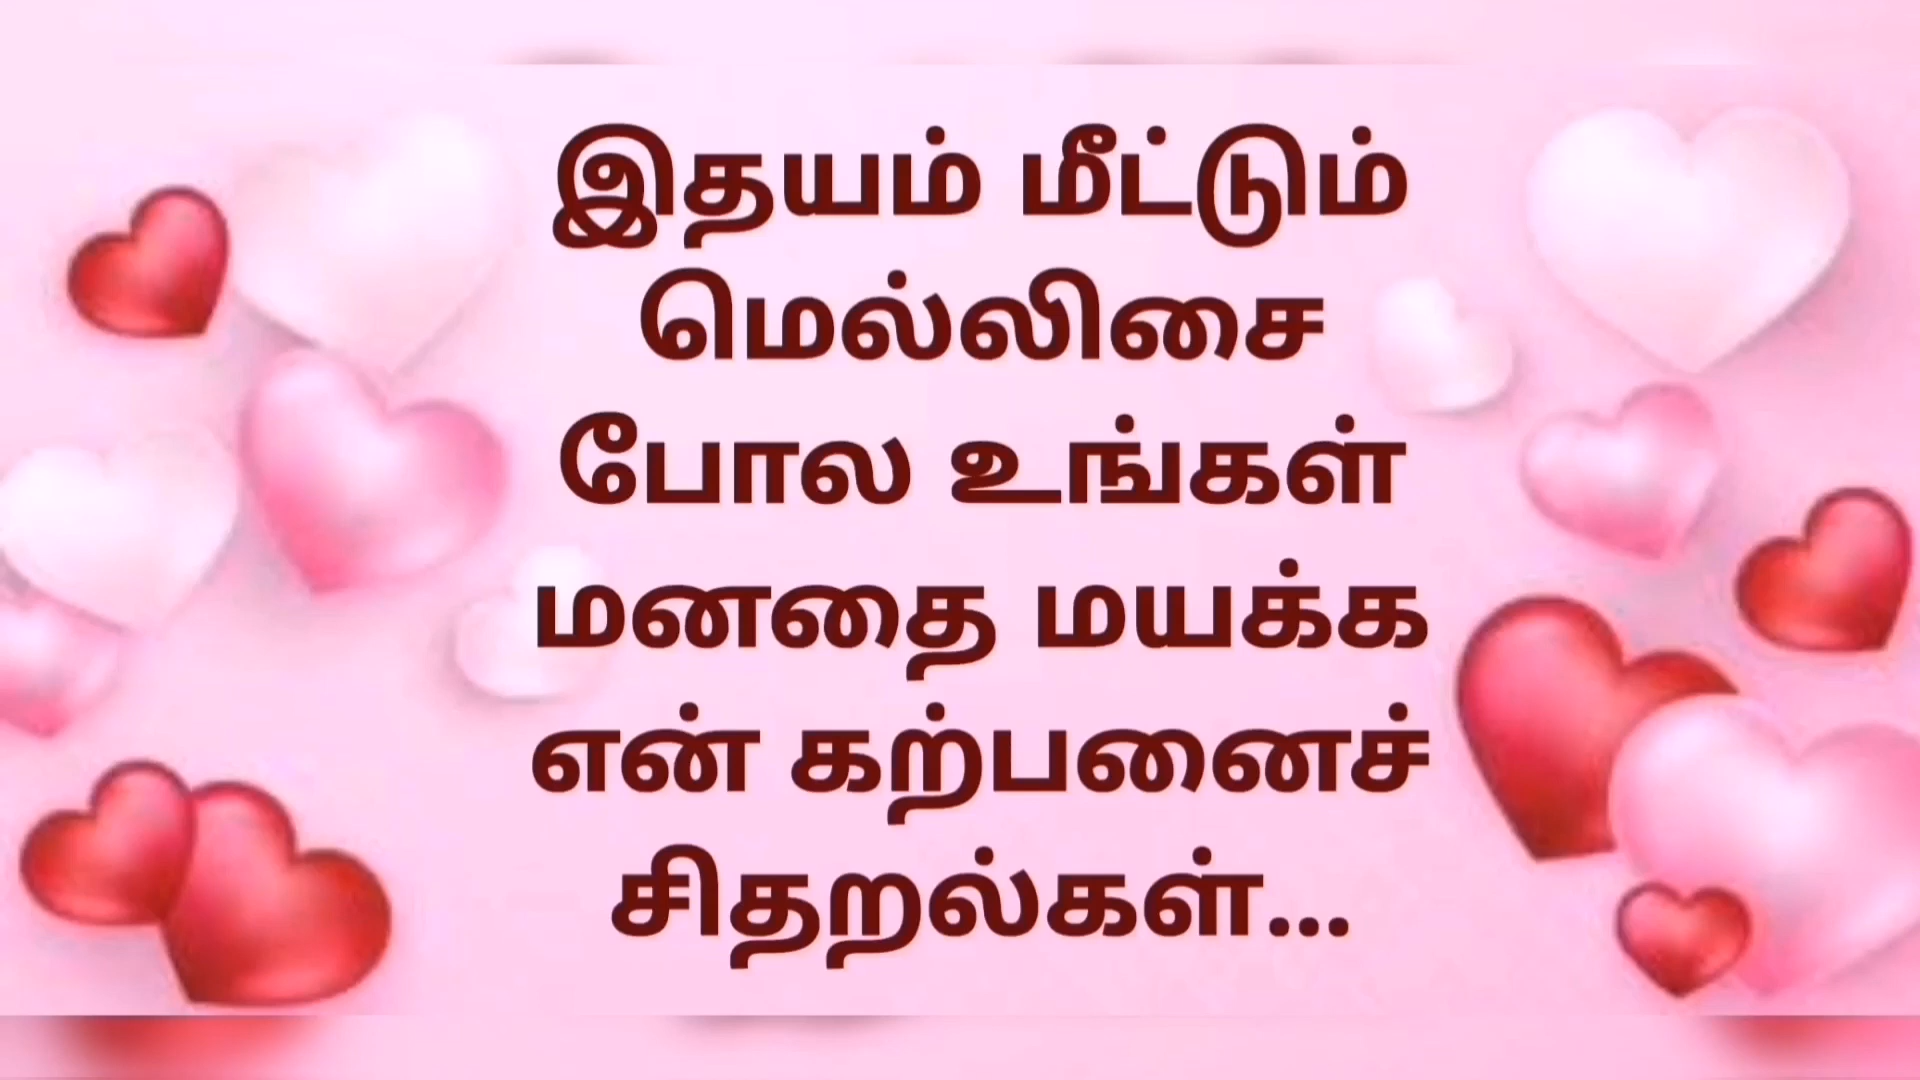 இதயம் மீட்டும்
மெல்லிசை
போல உங்கள்
மனதை மயக்க
என் கற்பனைச்
சிதறல்கள்...